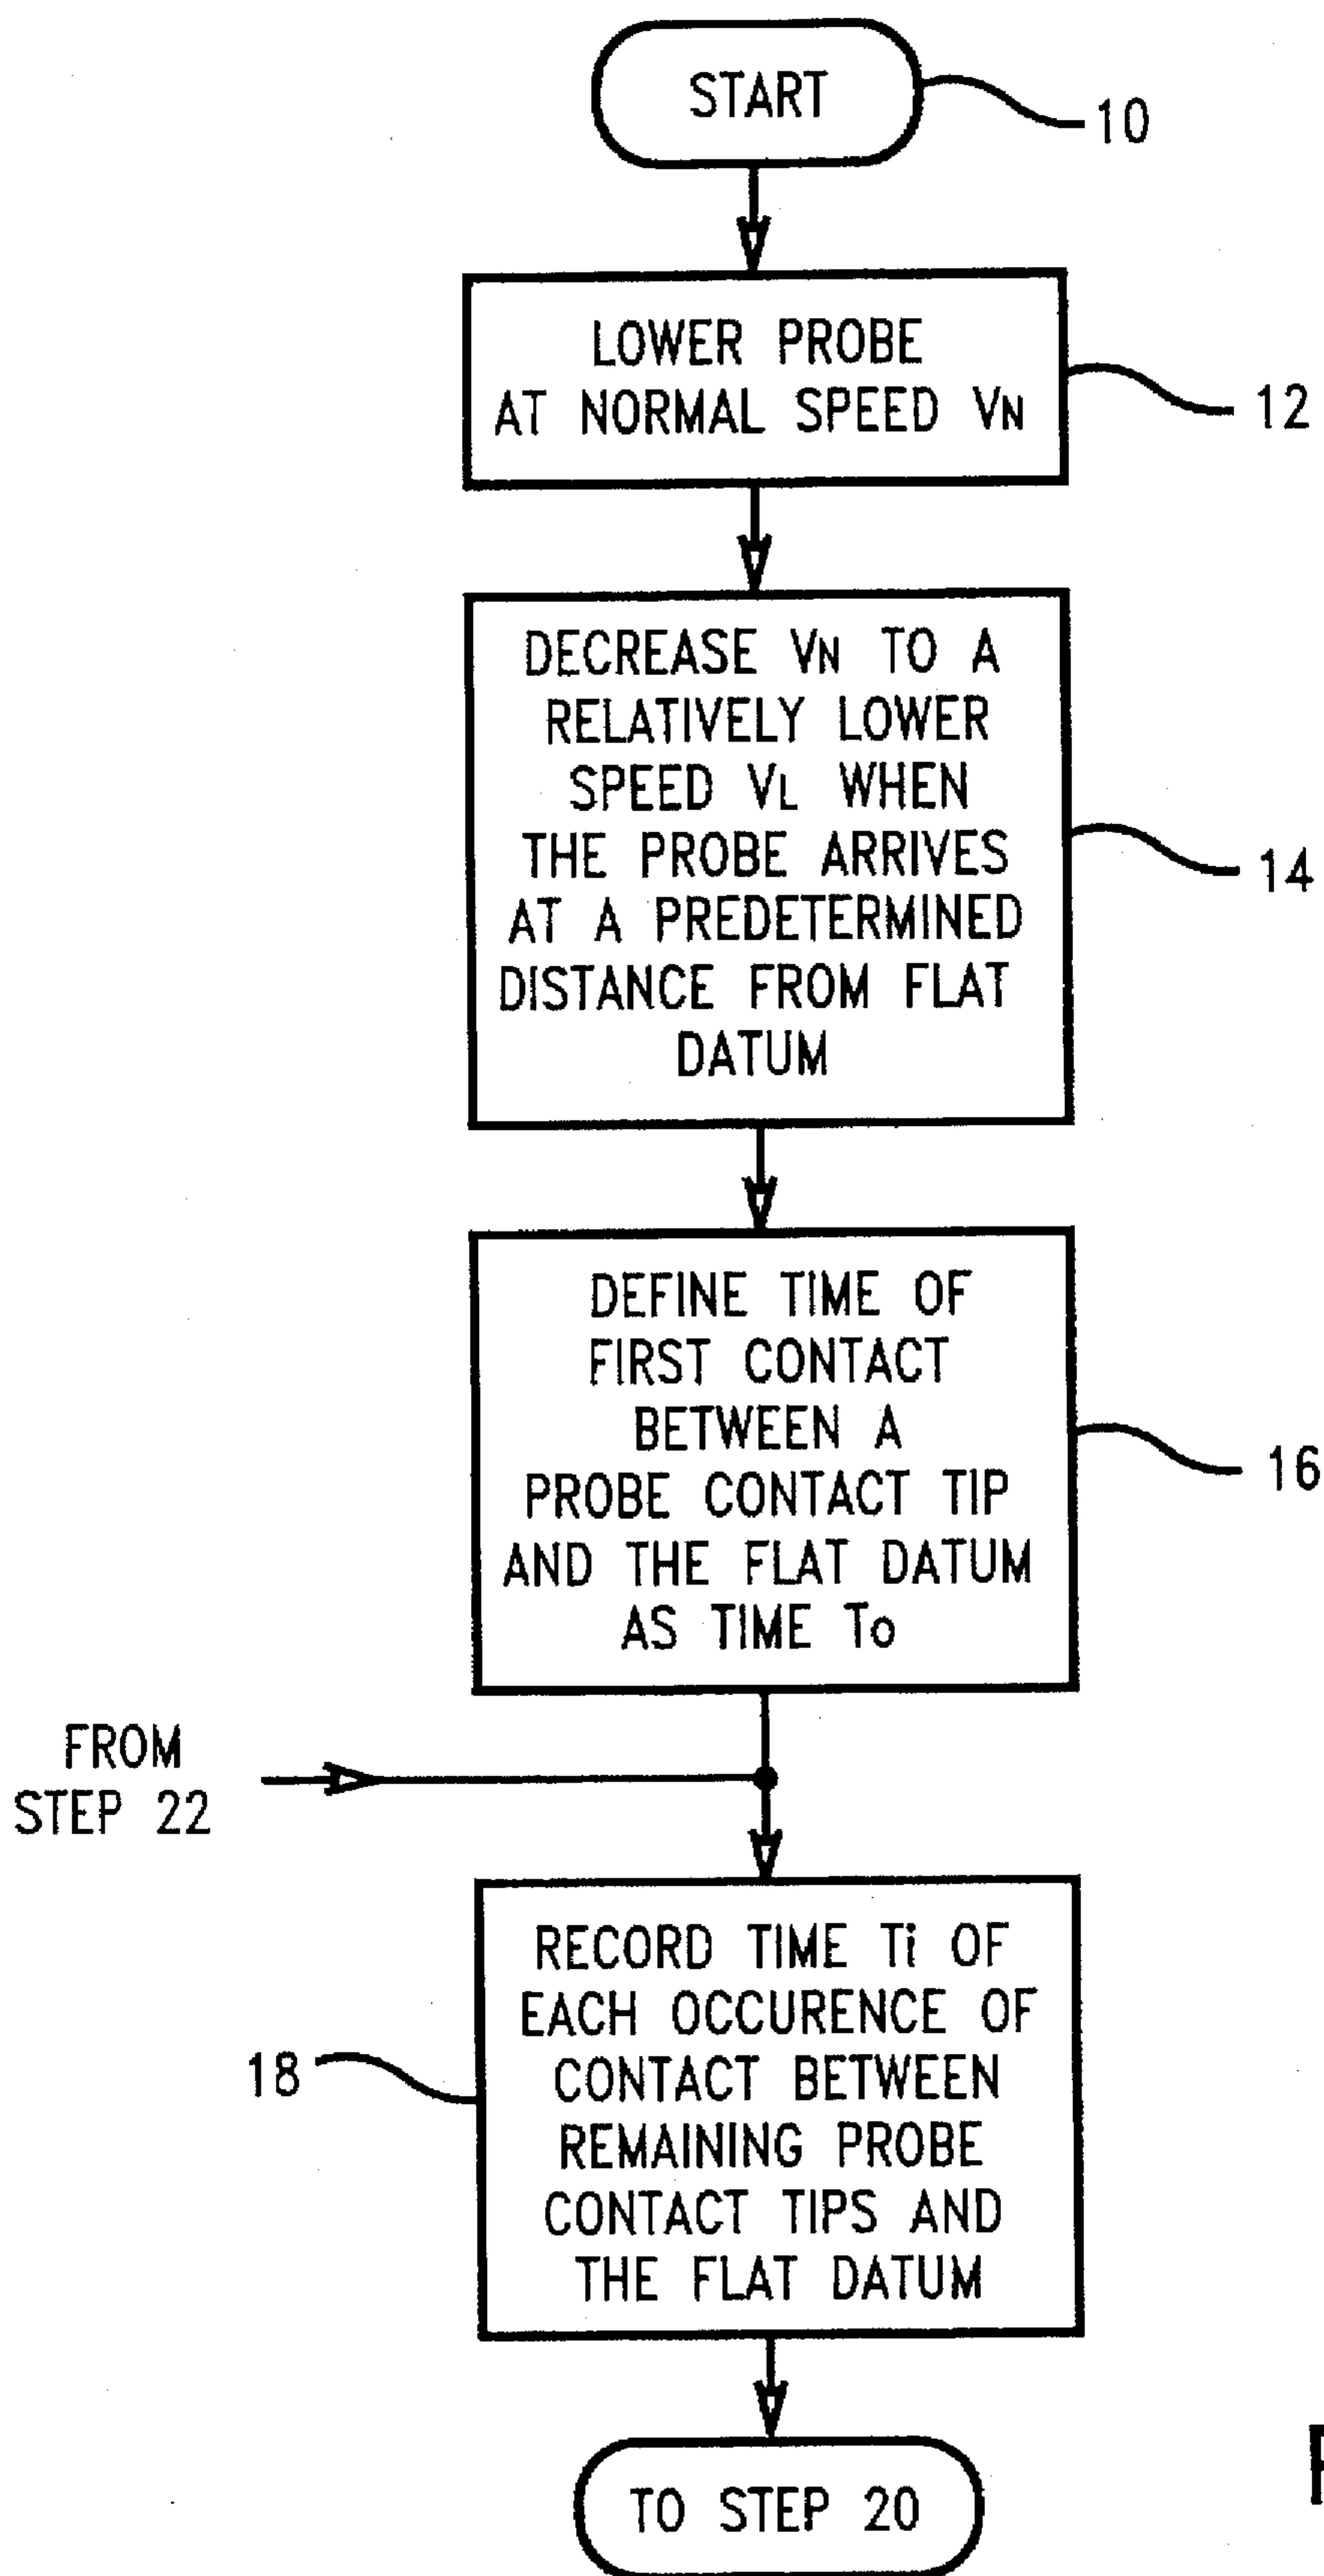 START
10
LOWER PROBE
AT NORMAL SPEED VN
12
DECREASE VN TO A
RELATIVELY LOWER
SPEED VL WHEN
THE PROBE ARRIVES
AT A PREDETERMINED
DISTANCE FROM FLAT
DATUM
14
DEFINE TIME OF
FIRST CONTACT
BETWEEN A
PROBE CONTACT TIP
AND THE FLAT DATUM
AS TIME To
16
FROM
STEP 22
RECORD TIME Ti OF
EACH OCCURENCE OF
CONTACT BETWEEN
REMAINING PROBE
CONTACT TIPS AND
THE FLAT DATUM
18
TO STEP 20